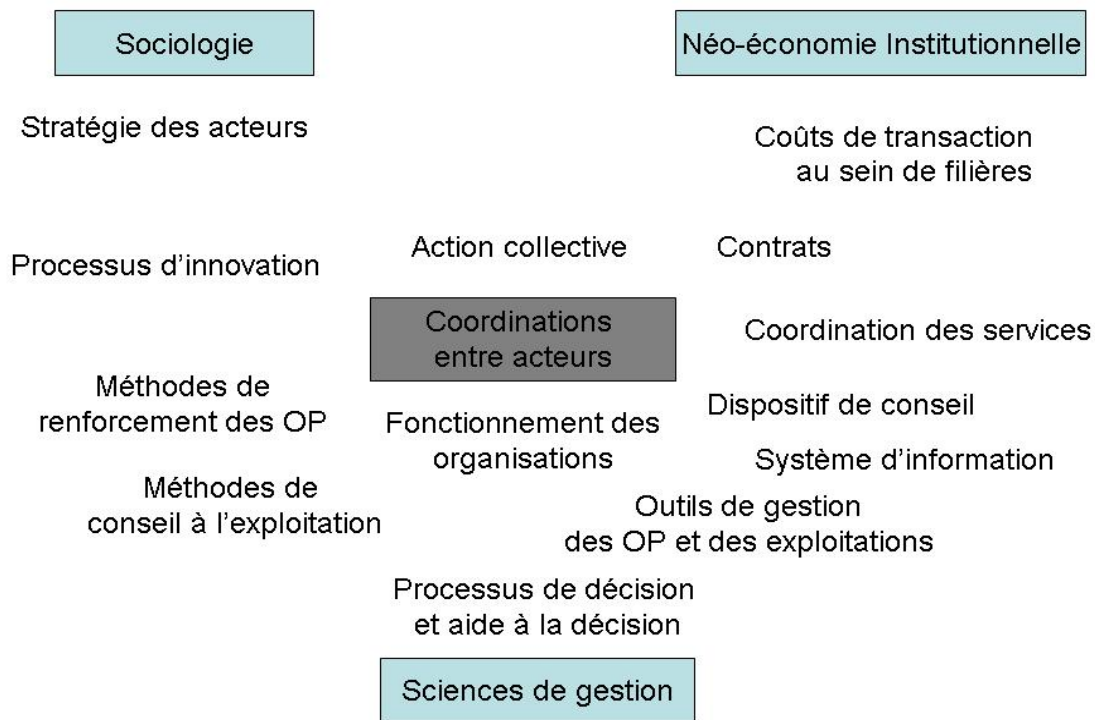 Sociologie
Néo-économie Institutionnelle
Stratégie des acteurs
Coûts de transaction
au sein de filières
Action collective
Contrats
Processus d'innovation
Coordinations
entre acteurs
Coordination des services
Méthodes de
renforcement des OP
Dispositif de conseil
Fonctionnement des
organisations
Système d'information
Méthodes de
conseil à l'exploitation
Outils de gestion
des OP et des exploitations
Processus de décision
et aide à la décision
Sciences de gestion